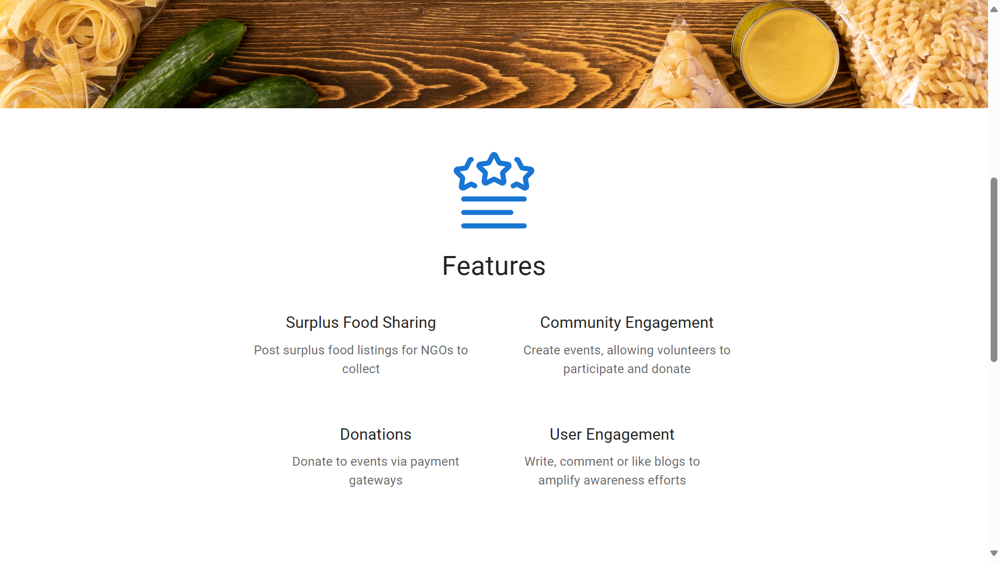 Features
Surplus Food Sharing
Post surplus food listings for NGOs to
collect
Community Engagement
Create events, allowing volunteers to
participate and donate
Donations
Donate to events via payment
gateways
User Engagement
Write, comment or like blogs to
amplify awareness efforts